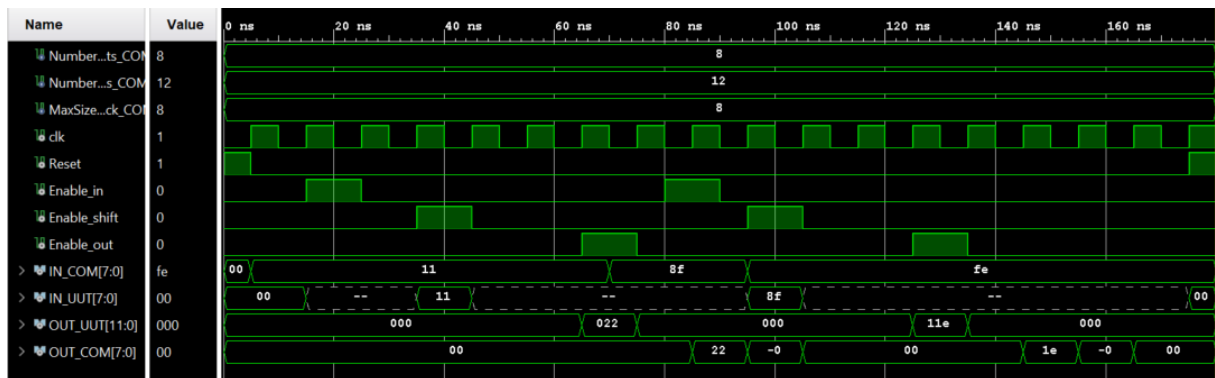 Name Value 0 ns 20 ns 40 ns 60 ns 80 ns 100 ns 120 ns 140 ns 160 ns
Number...ts_COM 8 8
Number...s_COM 12 12
MaxSize...ck_COM 8 8
clk 1
Reset 1
Enable_in 0
Enable_shift 0
Enable_out 0
> IN_COM[7:0] fe 00 11 8f fe
> IN_UUT[7:0] 00 00 -- 11 -- 8f -- 00
> OUT_UUT[11:0] 000 000 022 000 11e 000
> OUT_COM[7:0] 00 00 22 -0 00 1e -0 00